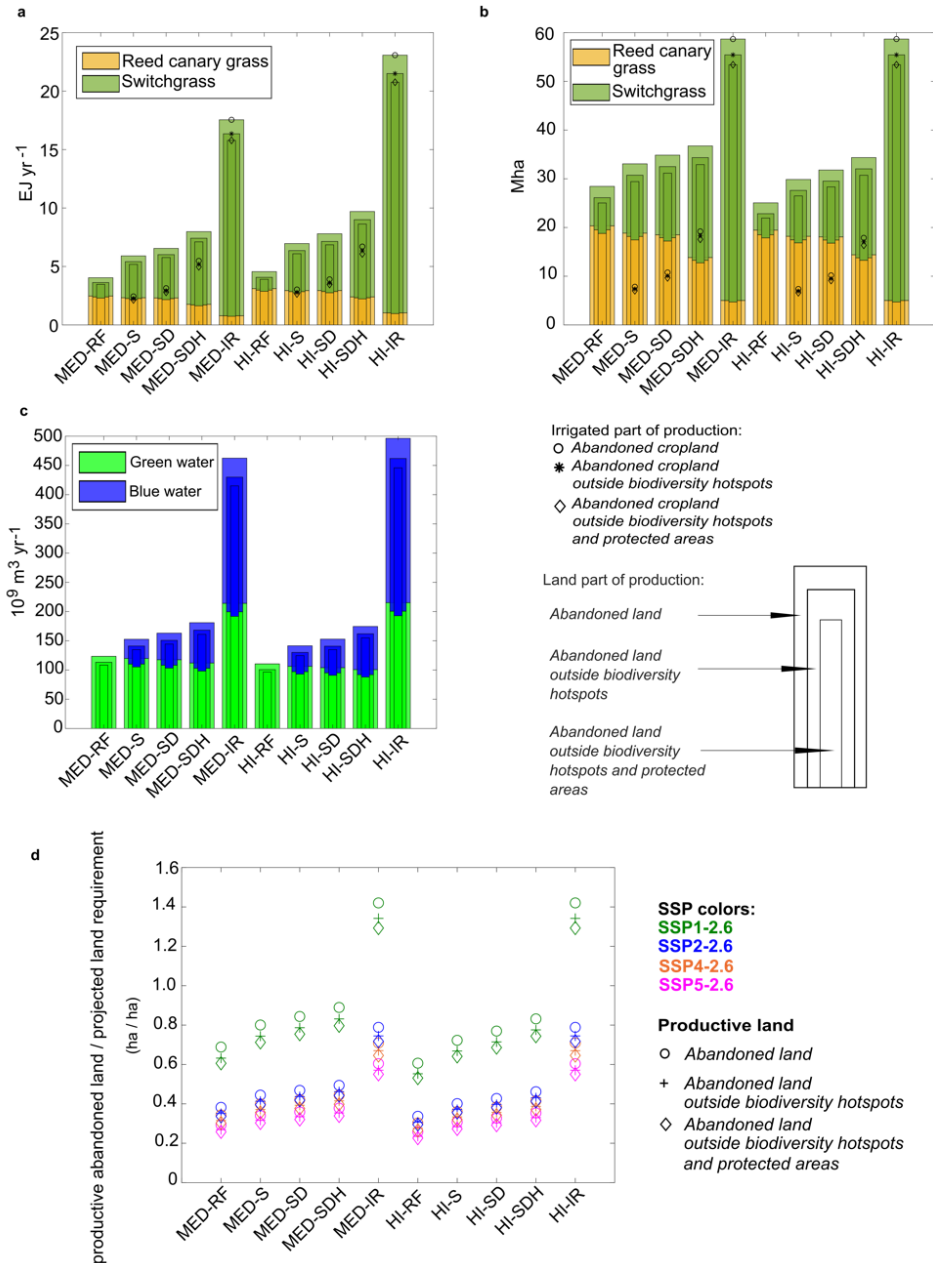 a
25
20
15
10
5
0
EJ yr⁻¹
Reed canary grass
Switchgrass
MED-RF
MED-S
MED-SD
MED-SDH
MED-IR
HI-RF
HI-S
HI-SD
HI-SDH
HI-IR
b
60
50
40
30
20
10
0
Mha
Reed canary
grass
Switchgrass
MED-RF
MED-S
MED-SD
MED-SDH
MED-IR
HI-RF
HI-S
HI-SD
HI-SDH
HI-IR
c
500
450
400
350
300
250
200
150
100
50
0
10⁹ m³ yr⁻¹
Green water
Blue water
MED-RF
MED-S
MED-SD
MED-SDH
MED-IR
HI-RF
HI-S
HI-SD
HI-SDH
HI-IR
Irrigated part of production:
Abandoned cropland
Abandoned cropland
outside biodiversity hotspots
Abandoned cropland
outside biodiversity hotspots
and protected areas
Land part of production:
Abandoned land
Abandoned land
outside biodiversity
hotspots
Abandoned land
outside biodiversity
hotspots and protected
areas
d
productive abandoned land / projected land requirement
(ha / ha)
1.6
1.4
1.2
1.0
0.8
0.6
0.4
0.2
0
MED-RF
MED-S
MED-SD
MED-SDH
MED-IR
HI-RF
HI-S
HI-SD
HI-SDH
HI-IR
SSP colors:
SSP1-2.6
SSP2-2.6
SSP4-2.6
SSP5-2.6
Productive land
Abandoned land
Abandoned land
outside biodiversity hotspots
Abandoned land
outside biodiversity hotspots
and protected areas